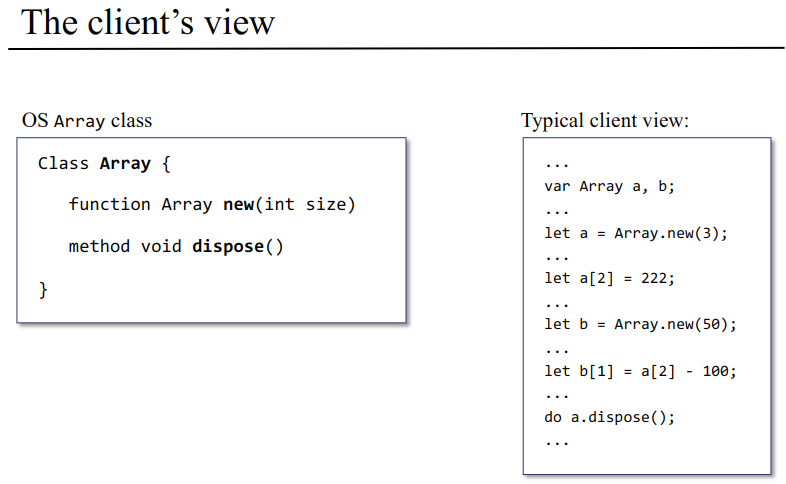 The client's view
OS Array class
Class Array {
function Array new(int size)
method void dispose()
}
Typical client view:
...
var Array a, b;
...
let a = Array.new(3);
...
let a[2] = 222;
...
let b = Array.new(50);
...
let b[1] = a[2] - 100;
...
do a.dispose();
...